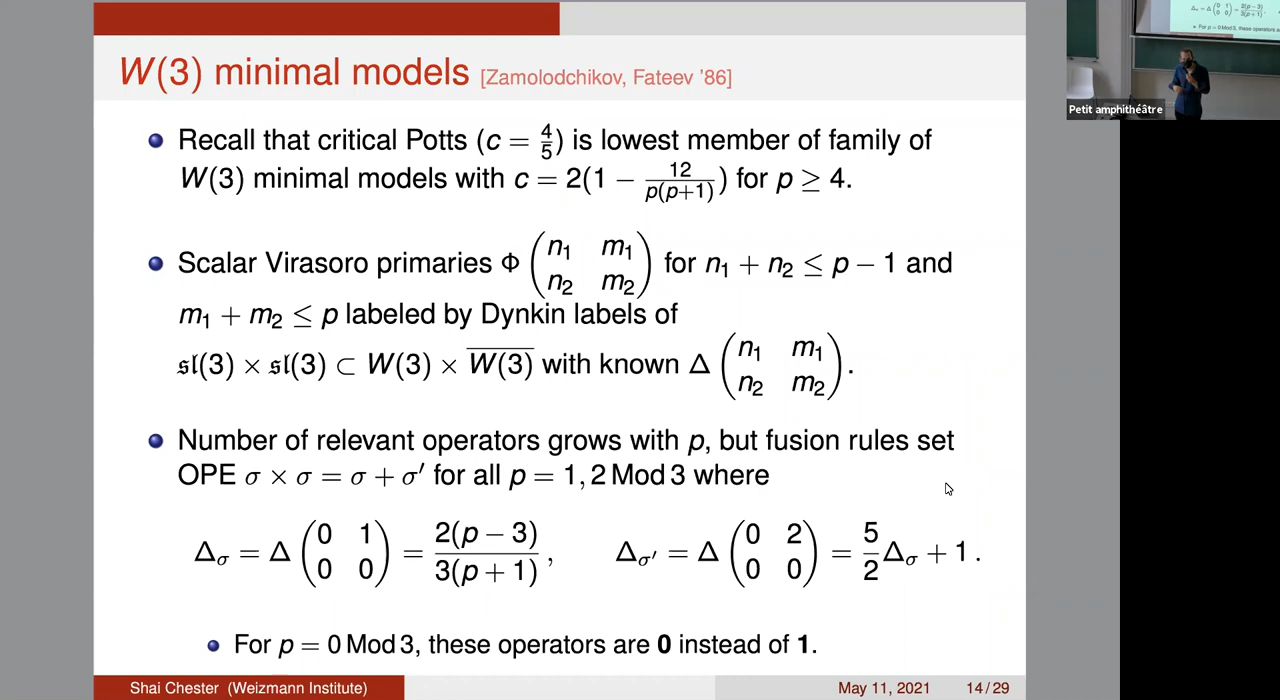 W(3) minimal models [Zamolodchikov, Fateev '86]
Recall that critical Potts (c = 4/5) is lowest member of family of
W(3) minimal models with c = 2(1 − 12/p(p+1)) for p ≥ 4.
Scalar Virasoro primaries Φ (n₁ m₁ ; n₂ m₂) for n₁ + n₂ ≤ p − 1 and
m₁ + m₂ ≤ p labeled by Dynkin labels of
𝔰𝔩(3) × 𝔰𝔩(3) ⊂ W(3) × W̅(̅3̅)̅ with known Δ (n₁ m₁ ; n₂ m₂).
Number of relevant operators grows with p, but fusion rules set
OPE σ × σ = σ + σ′ for all p = 1, 2 Mod 3 where
Δ_σ = Δ (0 1 ; 0 0) = 2(p − 3)/3(p + 1), Δ_σ′ = Δ (0 2 ; 0 0) = 5/2 Δ_σ + 1.
For p = 0 Mod 3, these operators are 0 instead of 1.
Shai Chester (Weizmann Institute) May 11, 2021 14/29
Petit amphithéâtre